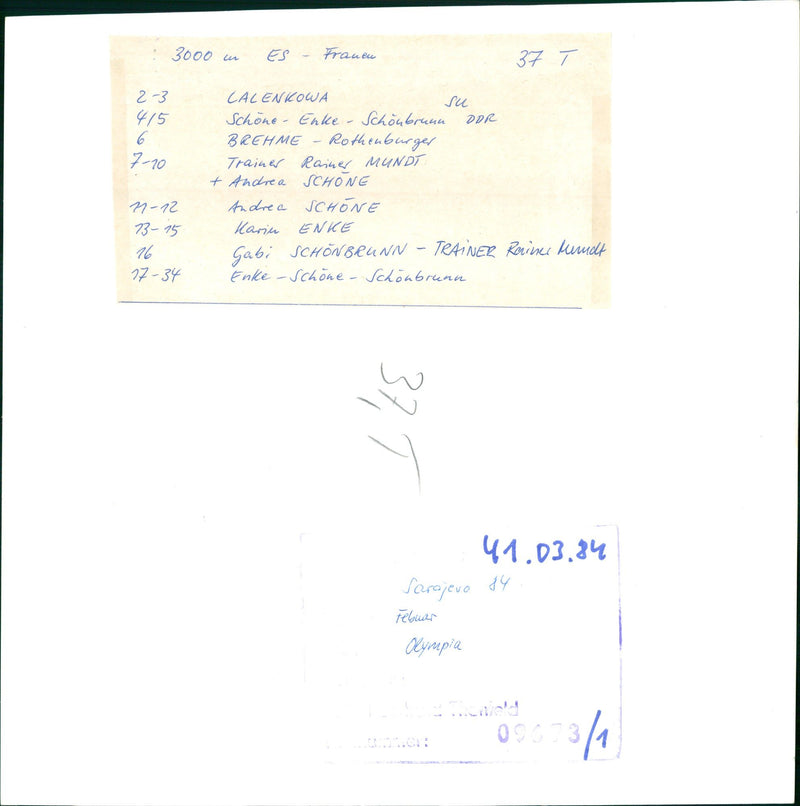 3000 m ES - Frauen 37 T
2-3 LALENKOWA SU
4/5 Schöne - Enke - Schönbrunn DDR
6 BREHME - Rothenburger
7-10 Trainer Rainer MUNDT
+ Andrea SCHÖNE
11-12 Andrea SCHÖNE
13-15 Karin ENKE
16 Gabi SCHÖNBRUNN - TRAINER Rainer Mundt
17-34 Enke - Schöne - Schönbrunn
37, T
41.03.84
Sarajevo 84
Februar
Olympia
09673/1